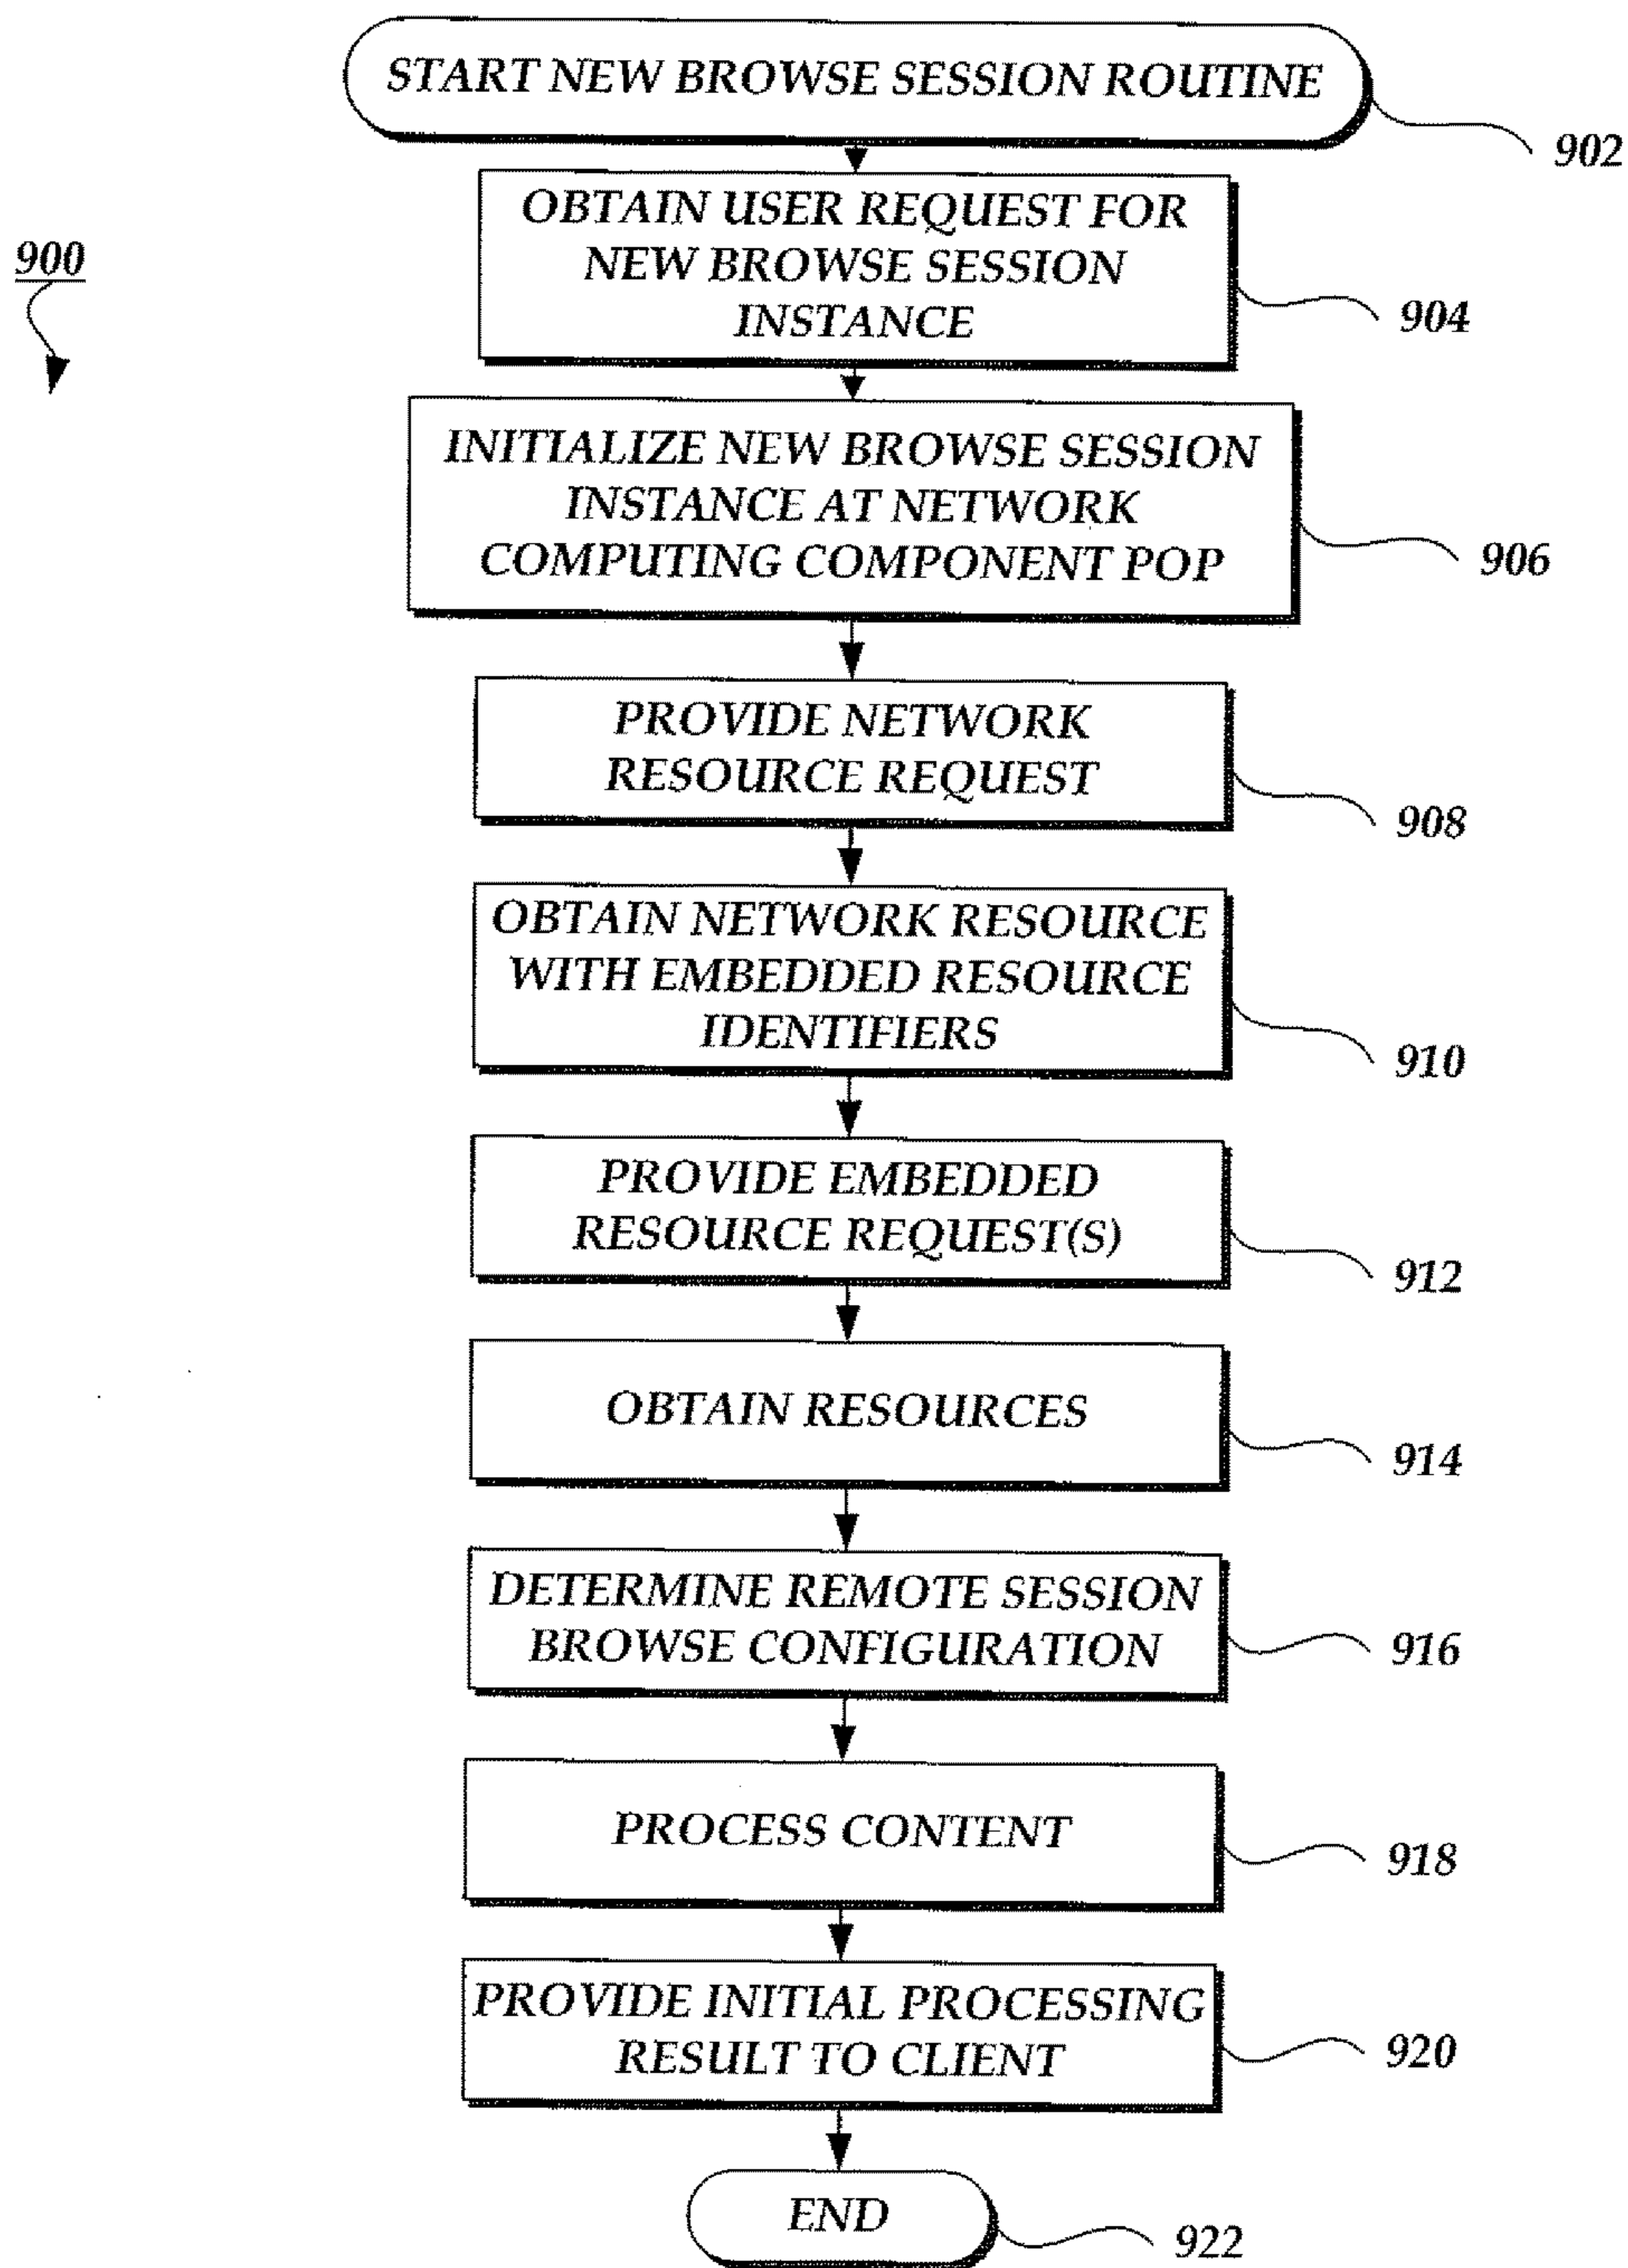 START NEW BROWSE SESSION ROUTINE
902
900
OBTAIN USER REQUEST FOR
NEW BROWSE SESSION
INSTANCE
904
INITIALIZE NEW BROWSE SESSION
INSTANCE AT NETWORK
COMPUTING COMPONENT POP
906
PROVIDE NETWORK
RESOURCE REQUEST
908
OBTAIN NETWORK RESOURCE
WITH EMBEDDED RESOURCE
IDENTIFIERS
910
PROVIDE EMBEDDED
RESOURCE REQUEST(S)
912
OBTAIN RESOURCES
914
DETERMINE REMOTE SESSION
BROWSE CONFIGURATION
916
PROCESS CONTENT
918
PROVIDE INITIAL PROCESSING
RESULT TO CLIENT
920
END
922